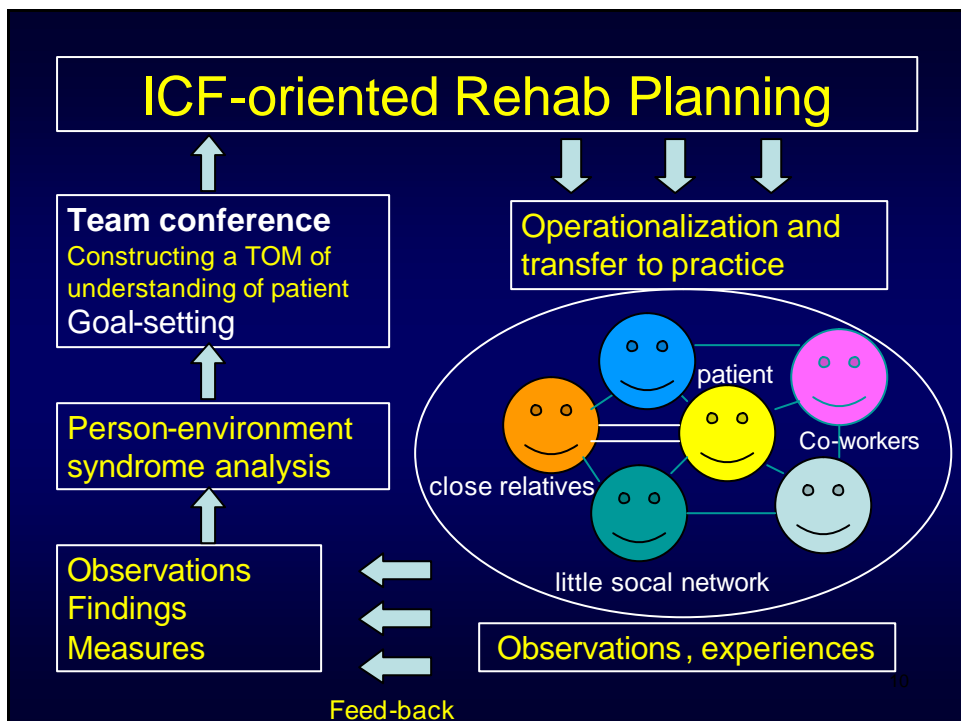 ICF-oriented Rehab Planning
Team conference
Constructing a TOM of
understanding of patient
Goal-setting
Person-environment
syndrome analysis
Observations
Findings
Measures
Feed-back
Operationalization and
transfer to practice
patient
Co-workers
close relatives
little socal network
Observations , experiences
10